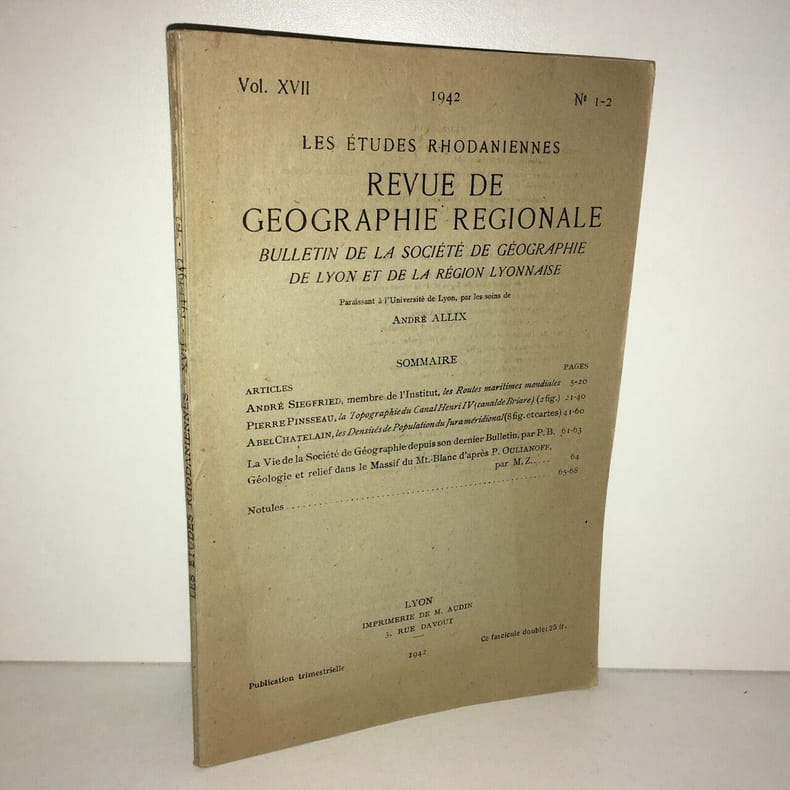 Vol. XVII
1942
Nº 1-2
LES ÉTUDES RHODANIENNES
REVUE DE
GEOGRAPHIE REGIONALE
BULLETIN DE LA SOCIÉTÉ DE GÉOGRAPHIE
DE LYON ET DE LA RÉGION LYONNAISE
Paraissant à l'Université de Lyon, par les soins de
ANDRÉ ALLIX
SOMMAIRE
ARTICLES
PAGES
ANDRÉ SIEGFRIED, membre de l'Institut, les Routes maritimes mondiales 5-20
PIERRE PINSSEAU, la Topographie du Canal Henri IV (canal de Briare) (2 fig.) 21-40
ABEL CHATELAIN, les Densités de Population du Jura méridional (8 fig. et cartes) 41-60
La Vie de la Société de Géographie depuis son dernier Bulletin, par P. B. 61-63
Géologie et relief dans le Massif du Mt.-Blanc d'après P. OULIANOFF,
par M. Z..... 64
Notules .......... 65-68
LYON
IMPRIMERIE DE M. AUDIN
3, RUE DAVOUT
1942
Publication trimestrielle
Ce fascicule double: 25 fr.
LES ÉTUDES RHODANIENNES XVII - 1941-1942 - 1-2